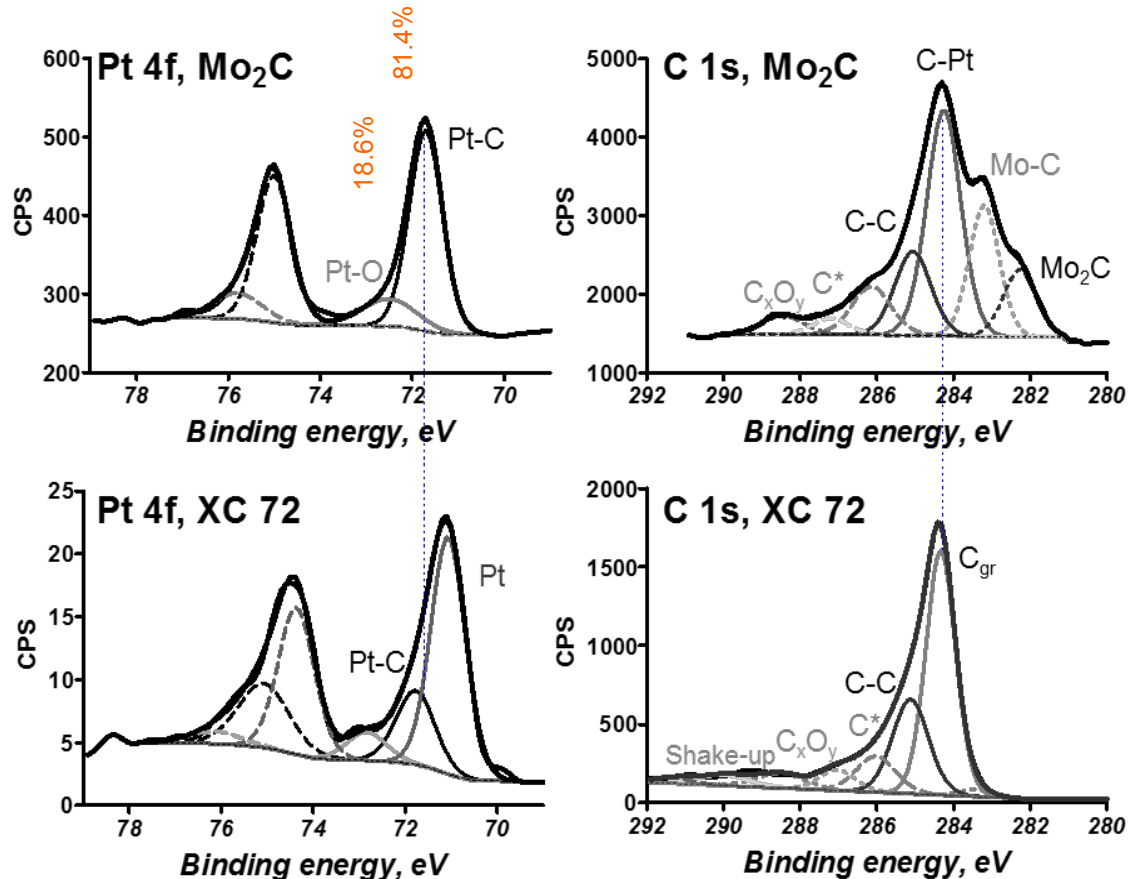 Pt 4f, Mo₂C
18.6%
81.4%
Pt-C
Pt-O
CPS
600
500
400
300
200
78
76
74
72
70
Binding energy, eV
C 1s, Mo₂C
C-Pt
Mo-C
C-C
Mo₂C
CₓOᵧ
C*
CPS
5000
4000
3000
2000
1000
292
290
288
286
284
282
280
Binding energy, eV
Pt 4f, XC 72
Pt
Pt-C
CPS
25
20
15
10
5
0
78
76
74
72
70
Binding energy, eV
C 1s, XC 72
C gr
C-C
C*
CₓOᵧ
Shake-up
CPS
2000
1500
1000
500
0
292
290
288
286
284
282
280
Binding energy, eV